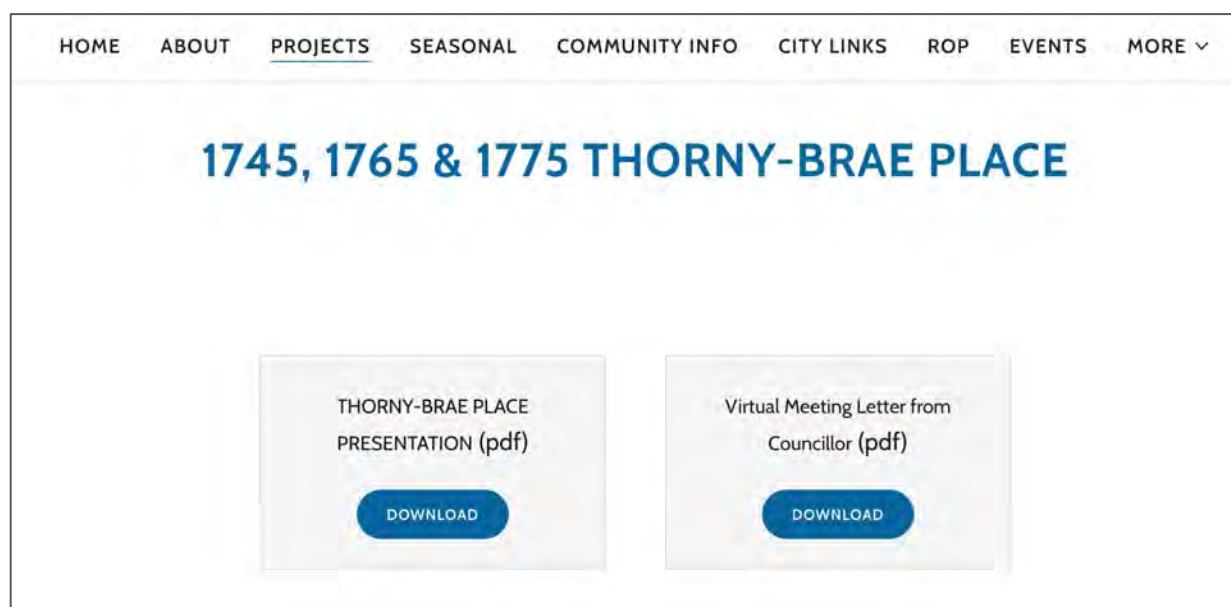 HOME ABOUT PROJECTS SEASONAL COMMUNITY INFO CITY LINKS ROP EVENTS MORE
1745, 1765 & 1775 THORNY-BRAE PLACE
THORNY-BRAE PLACE
PRESENTATION (pdf)
DOWNLOAD
Virtual Meeting Letter from
Councillor (pdf)
DOWNLOAD